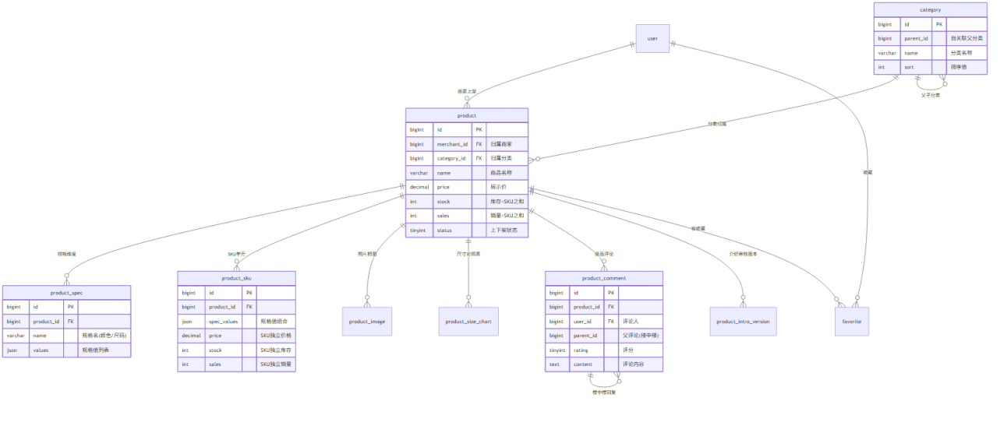 category
bigint id PK
bigint parent_id 自关联父分类
varchar name 分类名称
int sort 排序值
父子分类
user
商家上架
分类归属
收藏
product
bigint id PK
bigint merchant_id FK 归属商家
bigint category_id FK 归属分类
varchar name 商品名称
decimal price 展示价
int stock 库存=SKU之和
int sales 销量=SKU之和
tinyint status 上下架状态
被收藏
规格维度
SKU单元
图片相册
尺寸对照表
商品评论
介绍审核版本
product_spec
bigint id PK
bigint product_id FK
varchar name 规格名(颜色/尺码)
json values 规格值列表
product_sku
bigint id PK
bigint product_id FK
json spec_values 规格值组合
decimal price SKU独立价格
int stock SKU独立库存
int sales SKU独立销量
product_image
product_size_chart
product_comment
bigint id PK
bigint product_id FK
bigint user_id FK 评论人
bigint parent_id 父评论(楼中楼)
tinyint rating 评分
text content 评论内容
楼中楼回复
product_intro_version
favorite